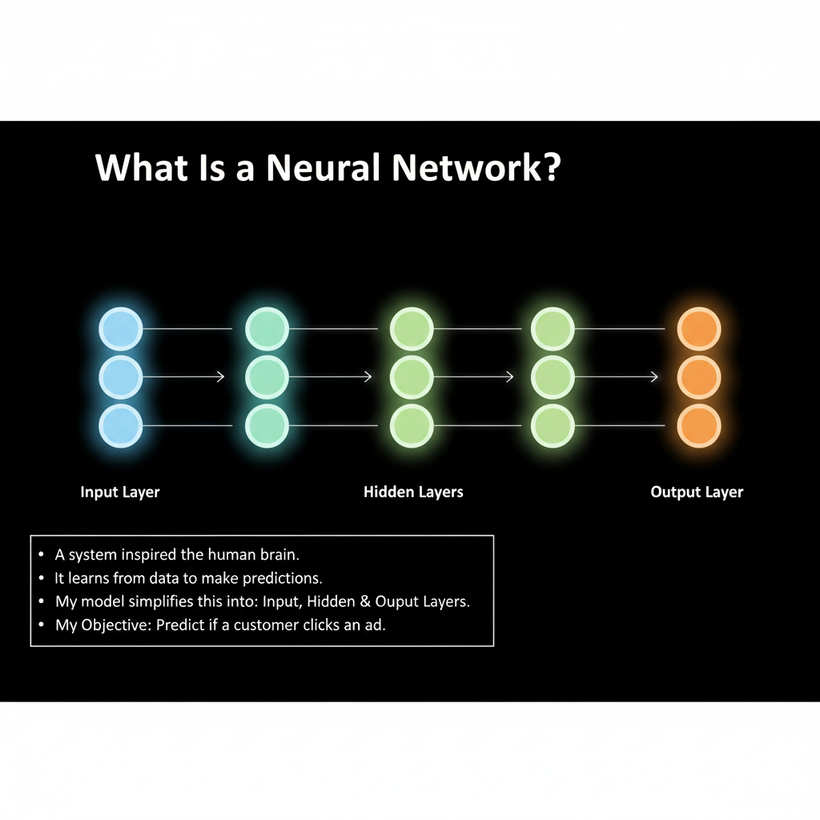 What Is a Neural Network?
Input Layer
Hidden Layers
Output Layer
• A system inspired the human brain.
• It learns from data to make predictions.
• My model simplifies this into: Input, Hidden & Ouput Layers.
• My Objective: Predict if a customer clicks an ad.